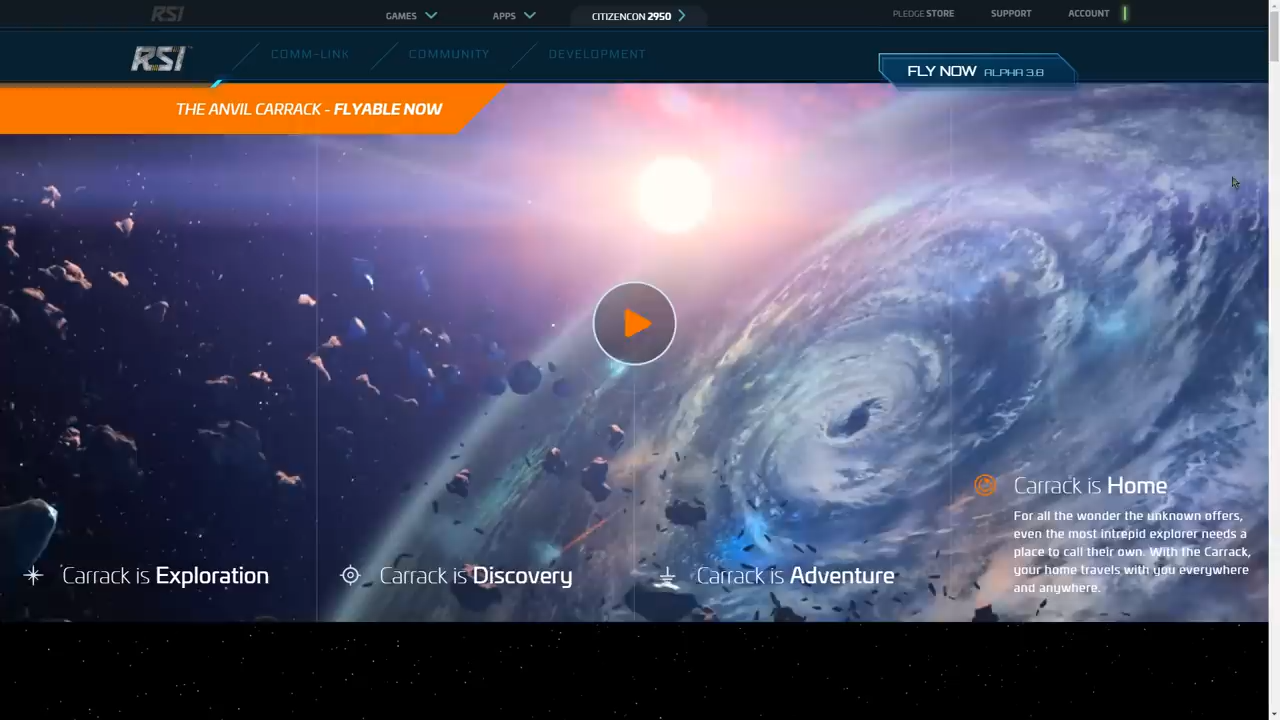 RSI
GAMES
APPS
CITIZENCON 2950
PLEDGE STORE
SUPPORT
ACCOUNT
RSI
COMM-LINK
COMMUNITY
DEVELOPMENT
FLY NOW ALPHA 3.8
THE ANVIL CARRACK - FLYABLE NOW
Carrack is Exploration
Carrack is Discovery
Carrack is Adventure
Carrack is Home
For all the wonder the unknown offers,
even the most intrepid explorer needs a
place to call their own. With the Carrack,
your home travels with you everywhere
and anywhere.